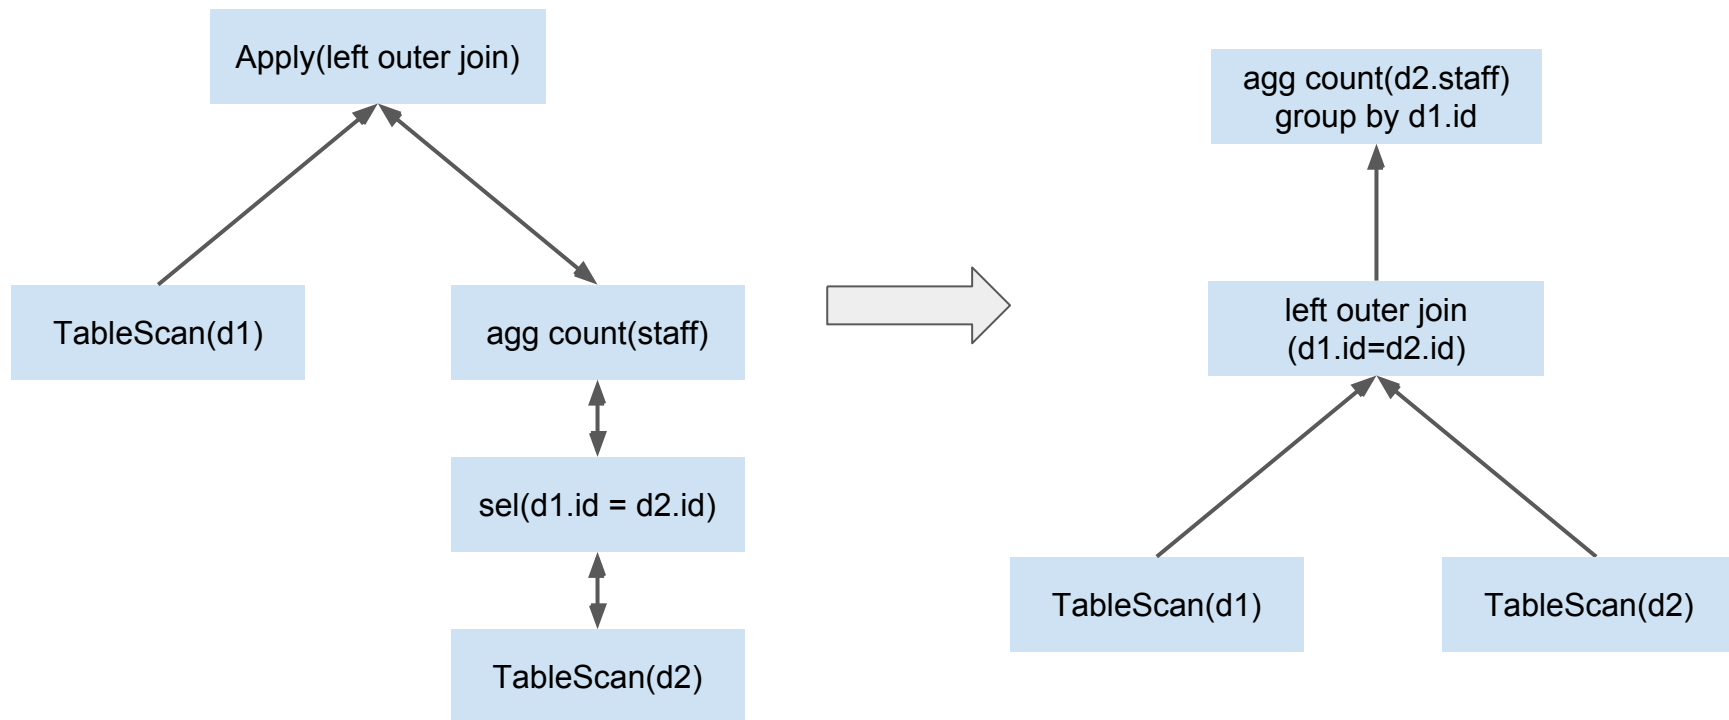 Apply(left outer join)
TableScan(d1)
agg count(staff)
sel(d1.id = d2.id)
TableScan(d2)
agg count(d2.staff)
group by d1.id
left outer join
(d1.id=d2.id)
TableScan(d1)
TableScan(d2)